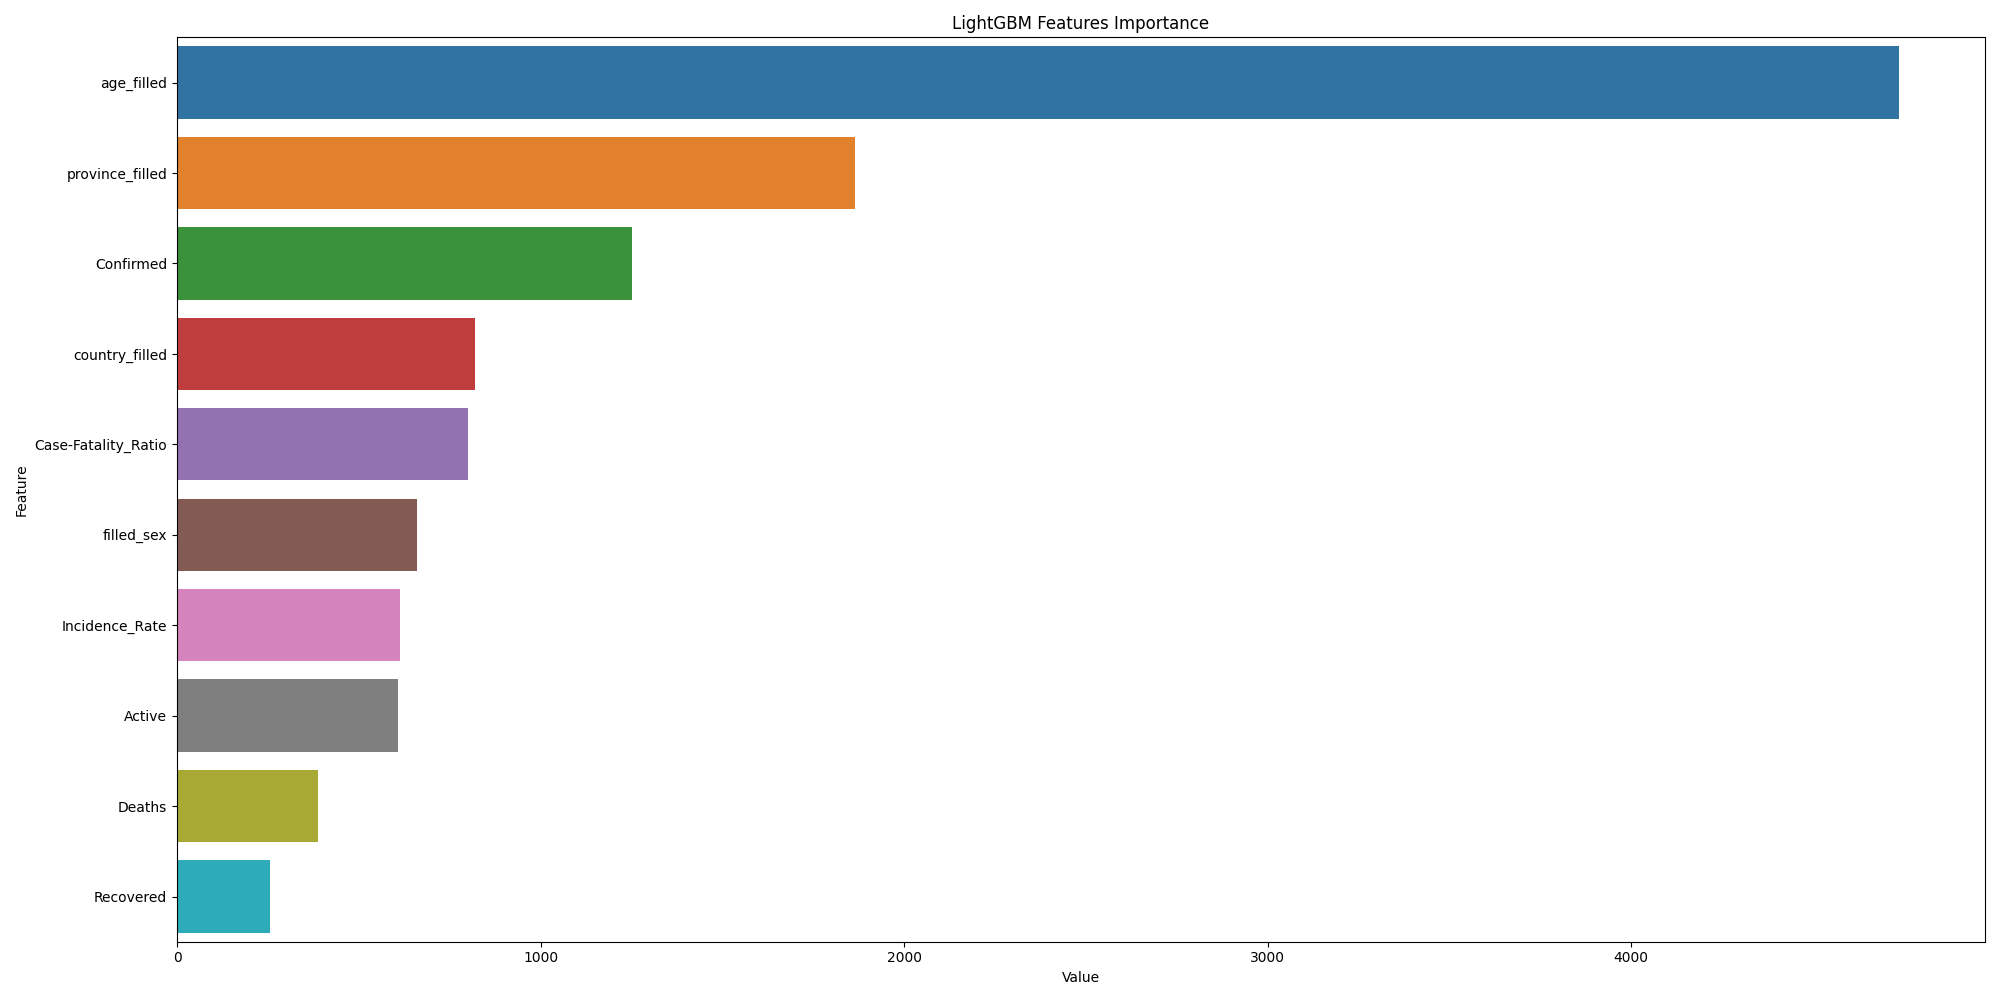 LightGBM Features Importance
age_filled
province_filled
Confirmed
country_filled
Case-Fatality_Ratio
filled_sex
Incidence_Rate
Active
Deaths
Recovered
Feature
0 1000 2000 3000 4000
Value